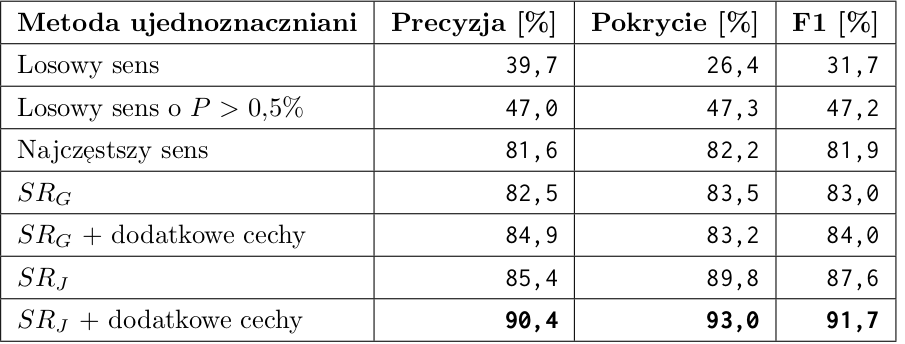 Metoda ujednoznaczniani Precyzja [%] Pokrycie [%] F1 [%]
Losowy sens 39,7 26,4 31,7
Losowy sens o P > 0,5% 47,0 47,3 47,2
Najczęstszy sens 81,6 82,2 81,9
SR_G 82,5 83,5 83,0
SR_G + dodatkowe cechy 84,9 83,2 84,0
SR_J 85,4 89,8 87,6
SR_J + dodatkowe cechy 90,4 93,0 91,7